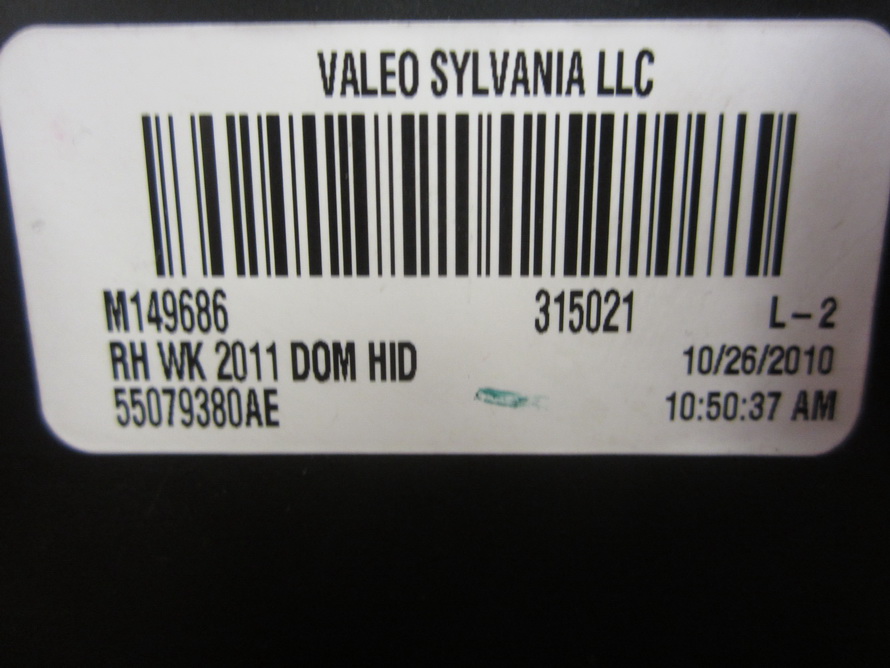 VALEO SYLVANIA LLC
M149686 315021 L-2
RH WK 2011 DOM HID 10/26/2010
55079380AE 10:50:37 AM